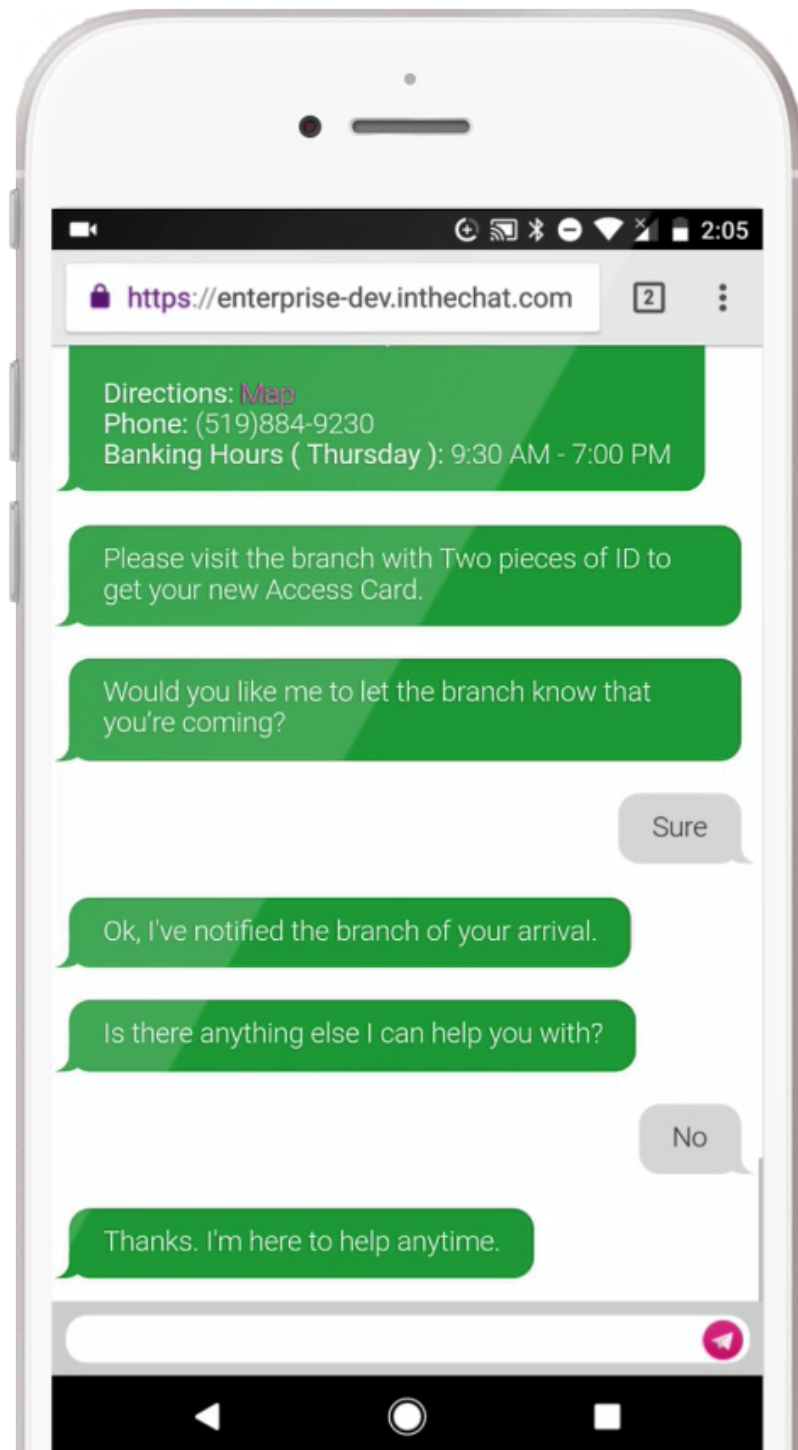 2:05
https://enterprise-dev.inthechat.com
2
Directions: Map
Phone: (519)884-9230
Banking Hours ( Thursday ): 9:30 AM - 7:00 PM
Please visit the branch with Two pieces of ID to
get your new Access Card.
Would you like me to let the branch know that
you're coming?
Sure
Ok, I've notified the branch of your arrival.
Is there anything else I can help you with?
No
Thanks. I'm here to help anytime.